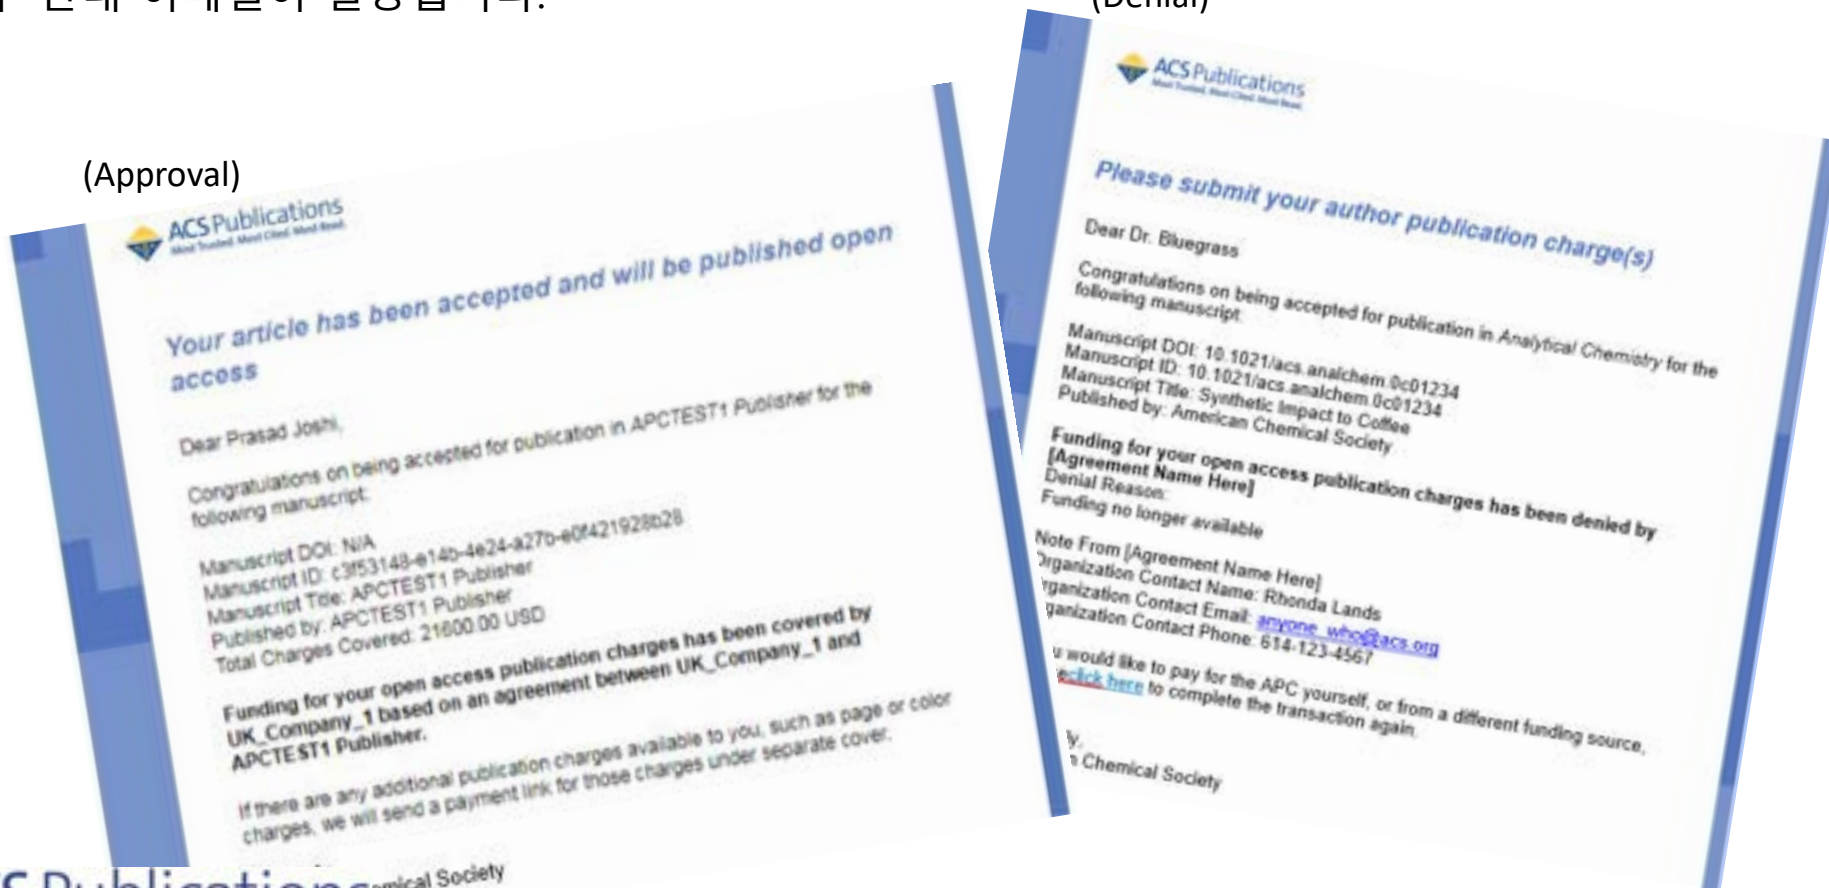 (Denial)
(Approval)
ACS Publications
Most Trusted. Most Cited. Most Read.
Your article has been accepted and will be published open
access
Dear Prasad Joshi,
Congratulations on being accepted for publication in APCTEST1 Publisher for the
following manuscript:
Manuscript DOI: N/A
Manuscript ID: c3f53148-e14b-4e24-a27b-e0f421928b28
Manuscript Title: APCTEST1 Publisher
Published by: APCTEST1 Publisher
Total Charges Covered: 21600.00 USD
Funding for your open access publication charges has been covered by
UK_Company_1 based on an agreement between UK_Company_1 and
APCTEST1 Publisher.
If there are any additional publication charges available to you, such as page or color
charges, we will send a payment link for those charges under separate cover.
Society
ACS Publications
Most Trusted. Most Cited. Most Read.
Please submit your author publication charge(s)
Dear Dr. Bluegrass
Congratulations on being accepted for publication in Analytical Chemistry for the
following manuscript:
Manuscript DOI: 10.1021/acs.analchem.0c01234
Manuscript ID: 10.1021/acs.analchem.0c01234
Manuscript Title: Synthetic Impact to Coffee
Published by: American Chemical Society
Funding for your open access publication charges has been denied by
[Agreement Name Here]
Denial Reason:
Funding no longer available
Note From [Agreement Name Here]
Organization Contact Name: Rhonda Lands
rganization Contact Email: anyone_who@acs.org
ganization Contact Phone: 614-123-4567
u would like to pay for the APC yourself, or from a different funding source,
click here to complete the transaction again.
Chemical Society
S Publications